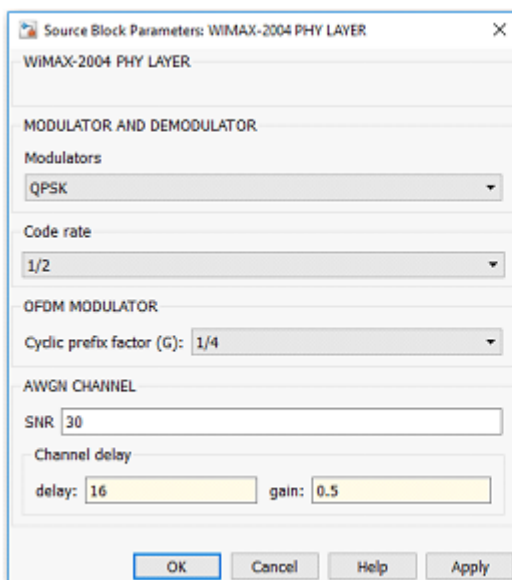 Source Block Parameters: WIMAX-2004 PHY LAYER
WiMAX-2004 PHY LAYER
MODULATOR AND DEMODULATOR
Modulators
QPSK
Code rate
1/2
OFDM MODULATOR
Cyclic prefix factor (G): 1/4
AWGN CHANNEL
SNR 30
Channel delay
delay: 16 gain: 0.5
OK Cancel Help Apply